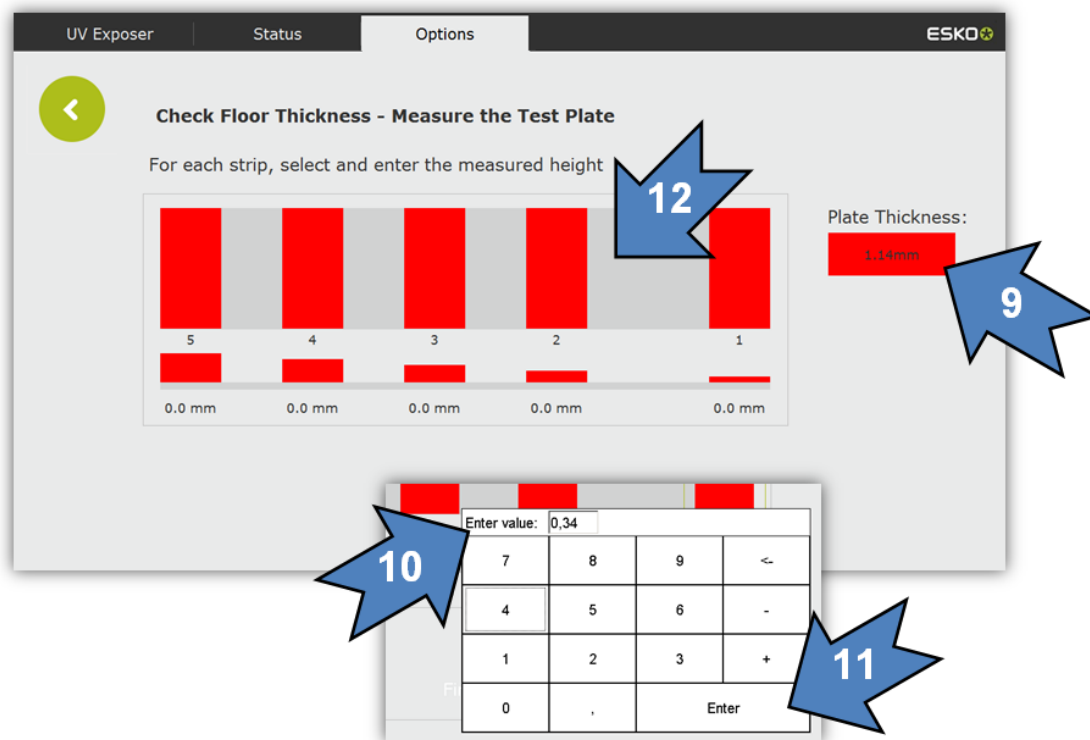 UV Exposer Status Options ESKO
Check Floor Thickness - Measure the Test Plate
For each strip, select and enter the measured height
12
Plate Thickness:
1.14mm
9
5 4 3 2 1
0.0 mm 0.0 mm 0.0 mm 0.0 mm 0.0 mm
10
Enter value: 0,34
7 8 9 <-
4 5 6 -
1 2 3 +
11
Fi
0 , Enter